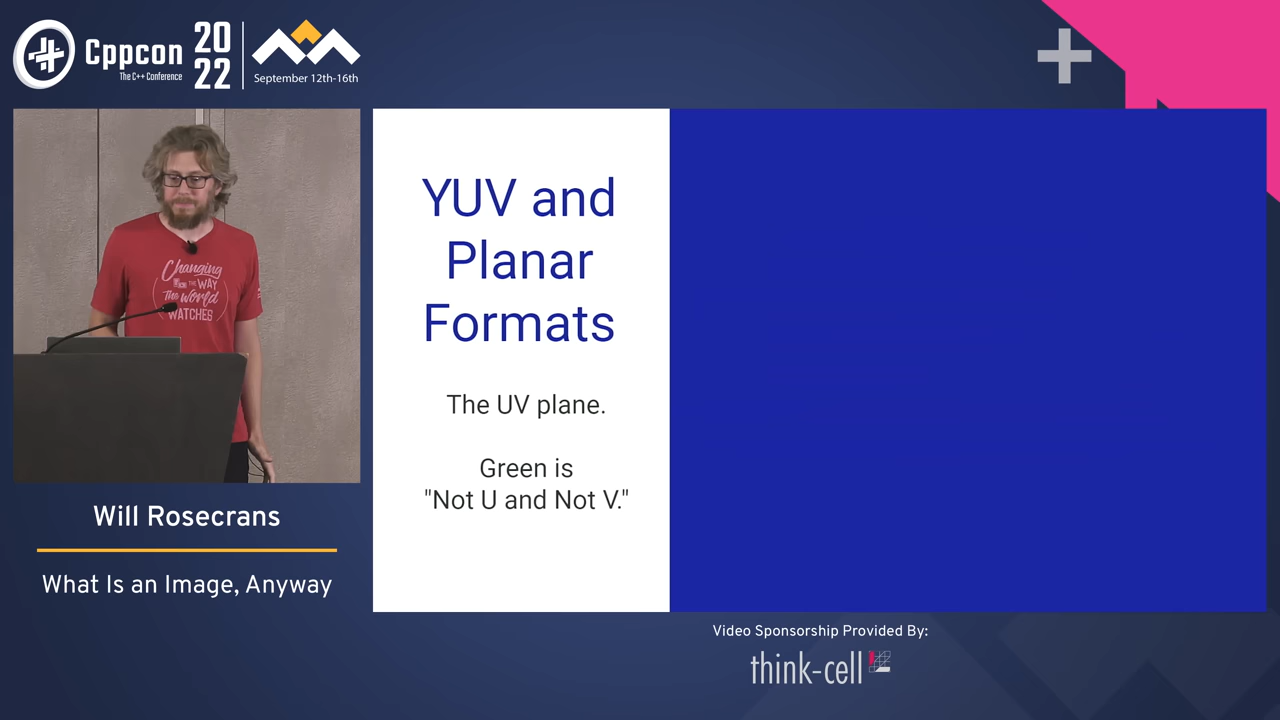 Cppcon
The C++ Conference
20
22
September 12th-16th
Changing
THE WAY
The World
WATCHES
Will Rosecrans
What Is an Image, Anyway
YUV and
Planar
Formats
The UV plane.
Green is
"Not U and Not V."
Video Sponsorship Provided By:
think-cell